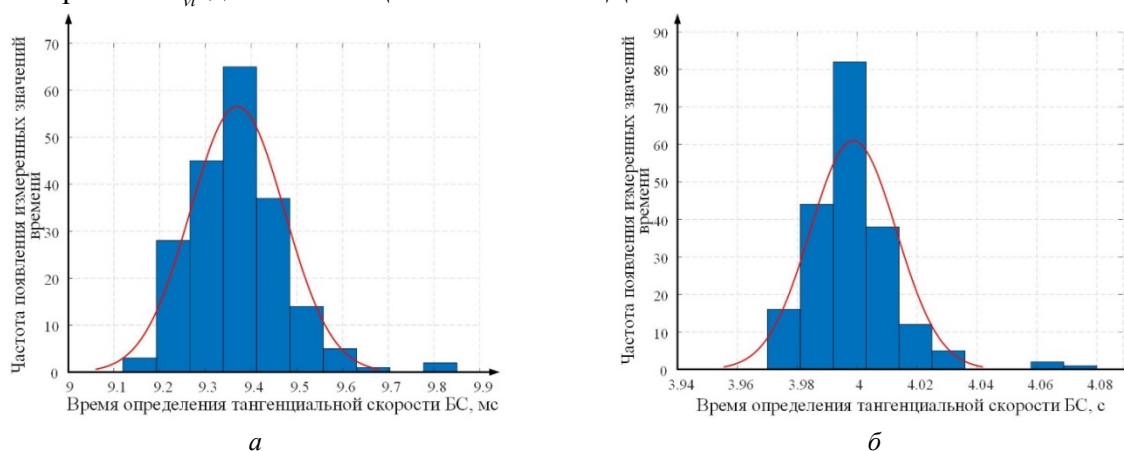 70
60
50
40
30
20
10
0
Частота появления измеренных значений
времени
9 9.1 9.2 9.3 9.4 9.5 9.6 9.7 9.8 9.9
Время определения тангенциальной скорости БС, мс
а
90
80
70
60
50
40
30
20
10
0
Частота появления измеренных значений
времени
3.94 3.96 3.98 4 4.02 4.04 4.06 4.08
Время определения тангенциальной скорости БС, с
б